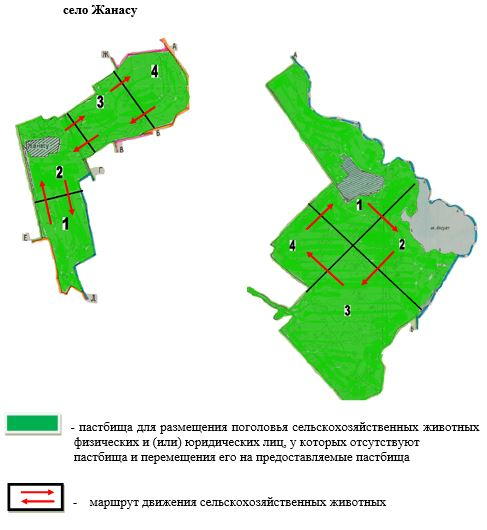 село Жанасу
А
Ж
4
3
Б
В
Жанасу
2
Г
1
Е
Д
А
1
2
4
3
Б
- пастбища для размещения поголовья сельскохозяйственных животных
физических и (или) юридических лиц, у которых отсутствуют
пастбища и перемещения его на предоставляемые пастбища
- маршрут движения сельскохозяйственных животных